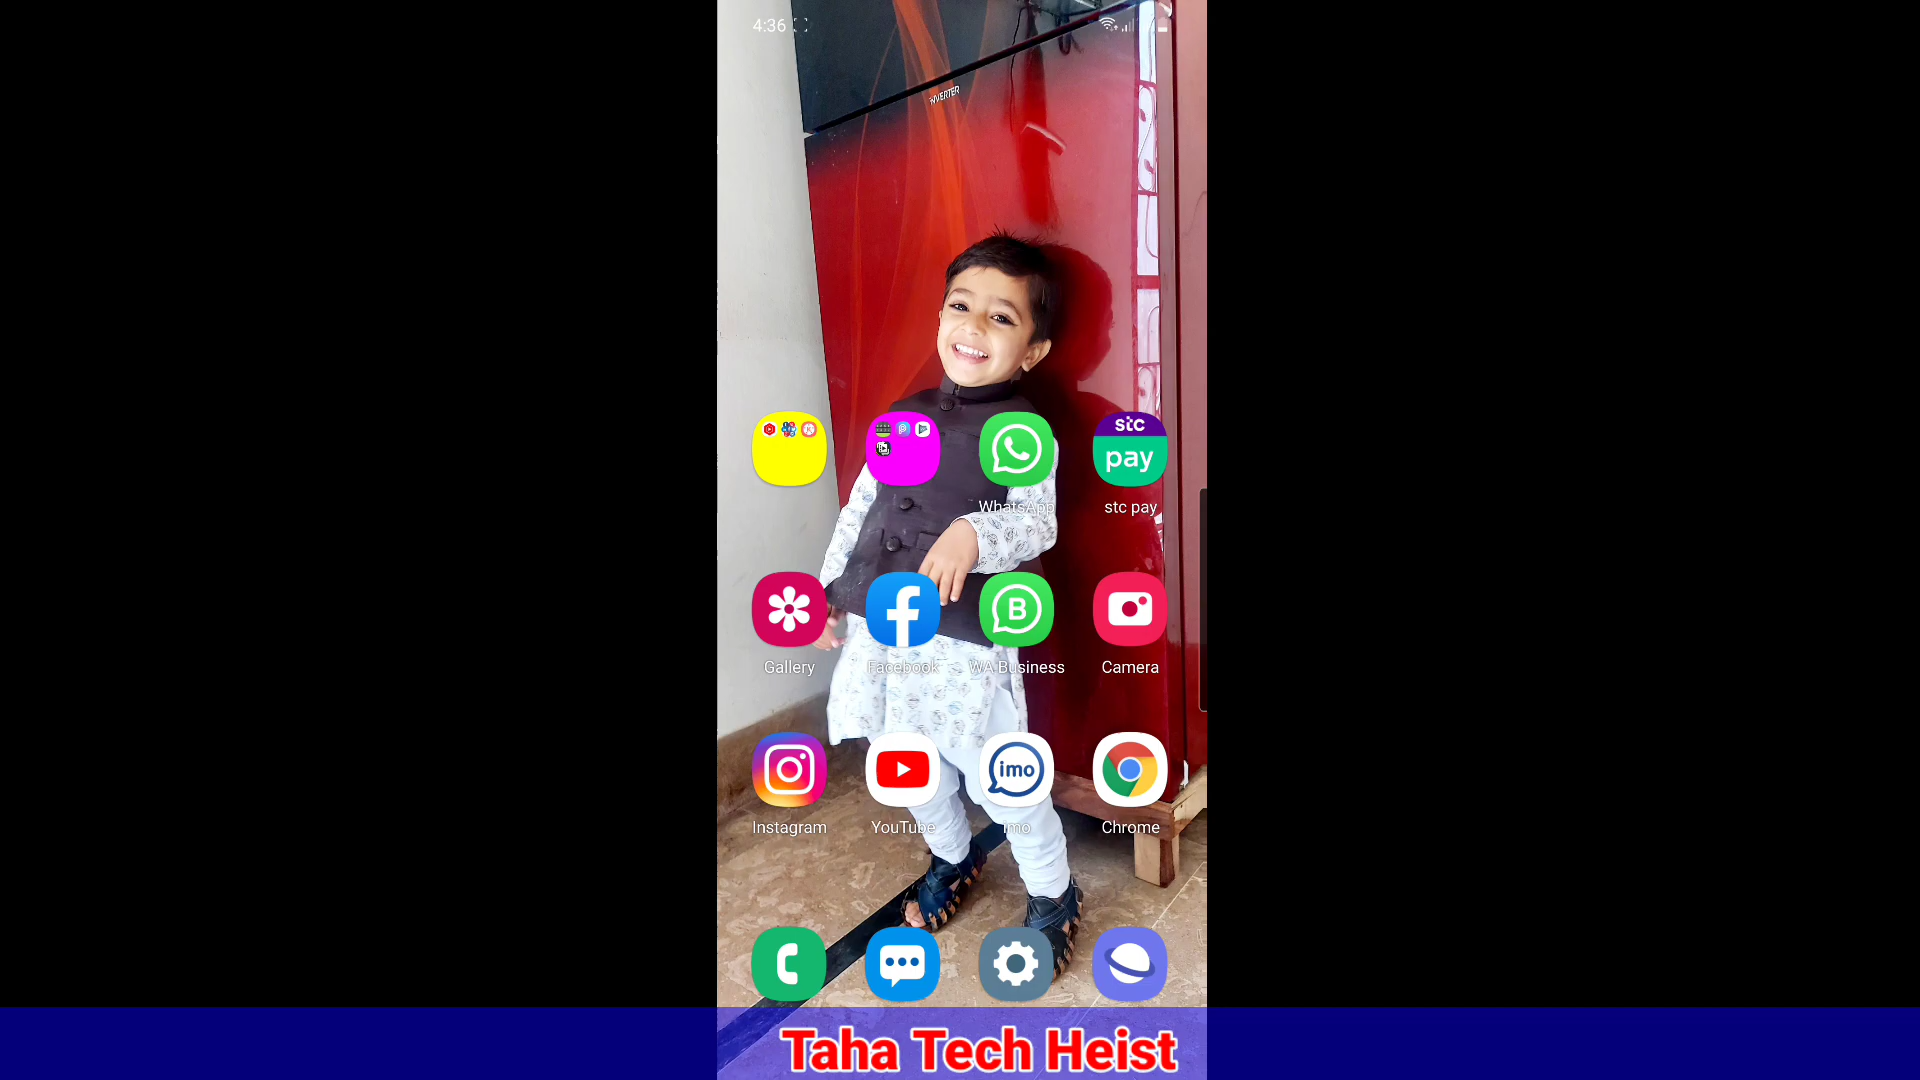 4:36
INVERTER
stc
pay
WhatsApp
stc pay
B
Gallery
Facebook
WA Business
Camera
imo
Instagram
YouTube
imo
Chrome
Taha Tech Heist